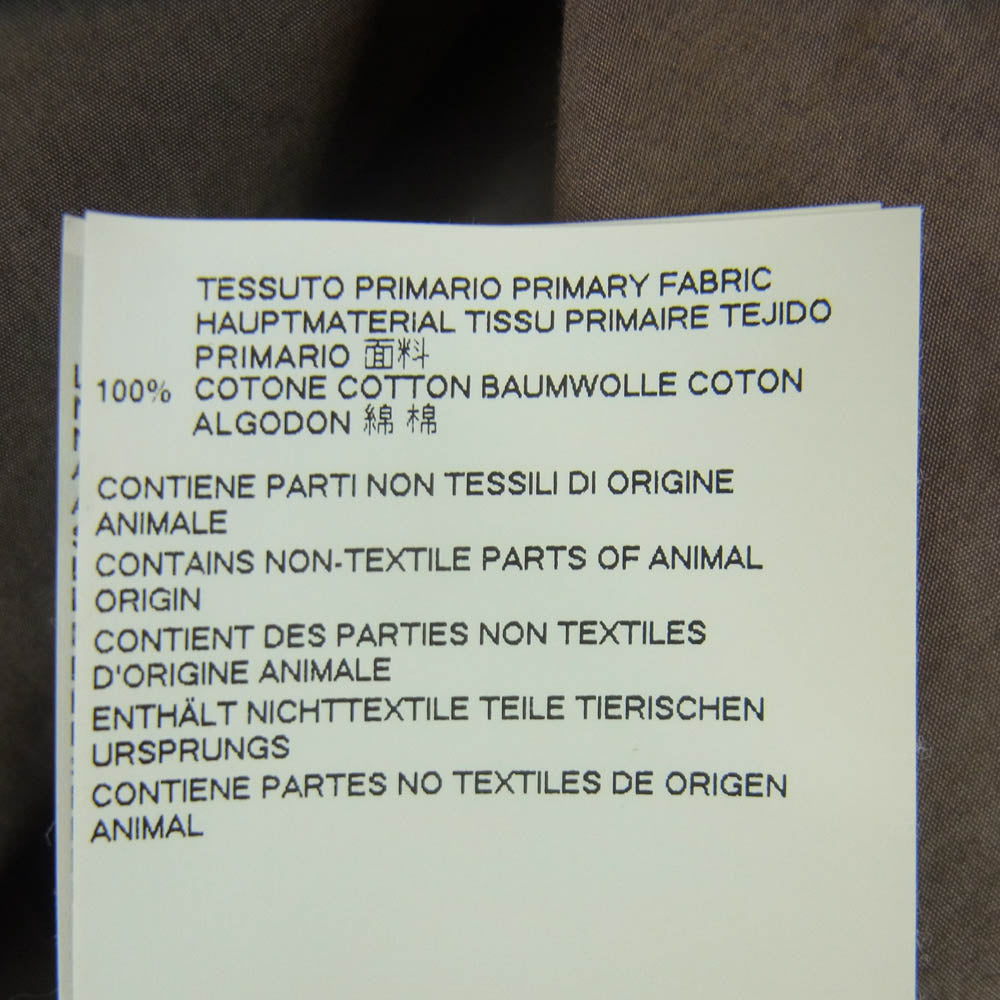 TESSUTO PRIMARIO PRIMARY FABRIC
HAUPTMATERIAL TISSU PRIMAIRE TEJIDO
PRIMARIO 面料
100% COTONE COTTON BAUMWOLLE COTON
ALGODON 綿 棉
CONTIENE PARTI NON TESSILI DI ORIGINE
ANIMALE
CONTAINS NON-TEXTILE PARTS OF ANIMAL
ORIGIN
CONTIENT DES PARTIES NON TEXTILES
D'ORIGINE ANIMALE
ENTHÄLT NICHTTEXTILE TEILE TIERISCHEN
URSPRUNGS
CONTIENE PARTES NO TEXTILES DE ORIGEN
ANIMAL